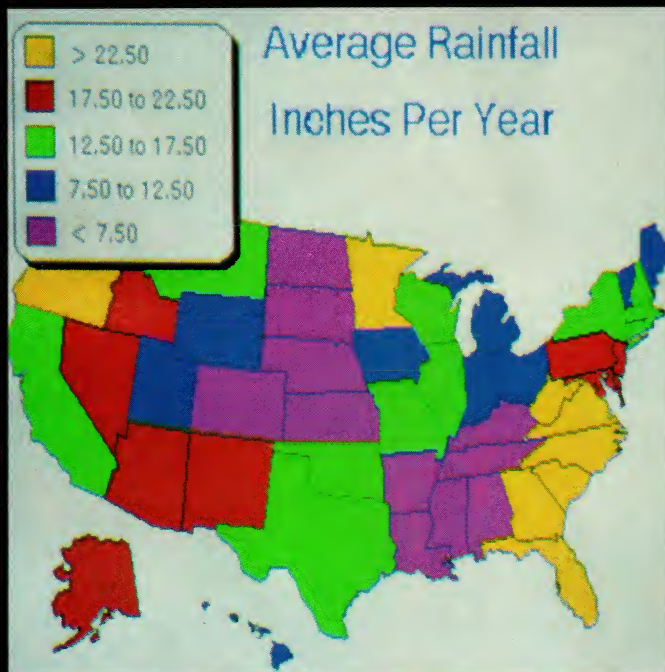 > 22.50
17.50 to 22.50
12.50 to 17.50
7.50 to 12.50
< 7.50
Average Rainfall
Inches Per Year